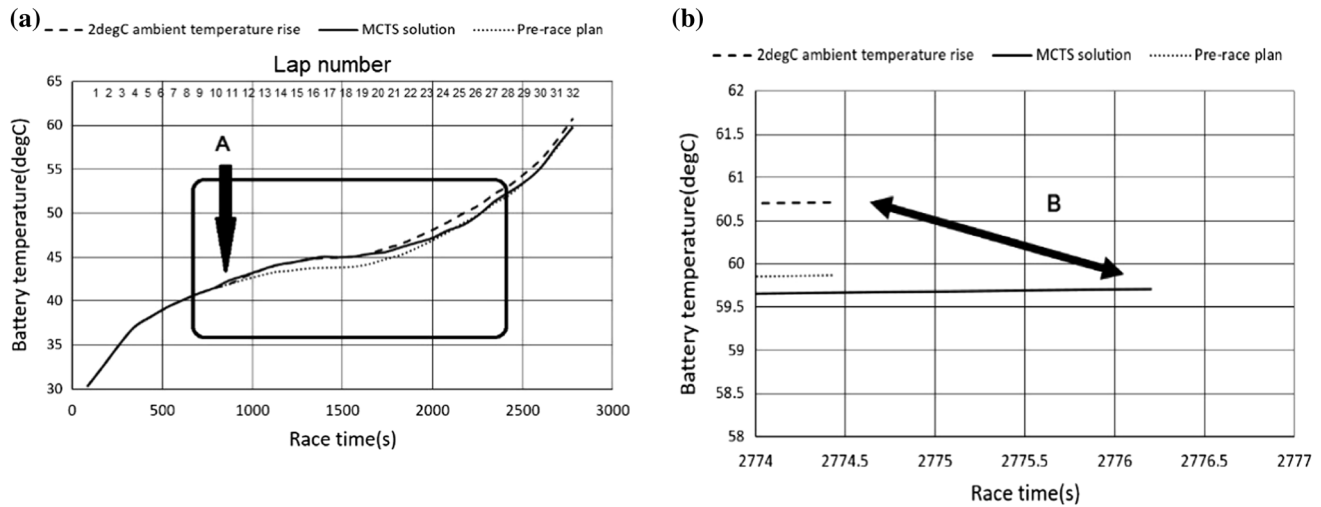 (a)
2degC ambient temperature rise MCTS solution Pre-race plan
Lap number
65
1 2 3 4 5 6 7 8 9 10 11 12 13 14 15 16 17 18 19 20 21 22 23 24 25 26 27 28 29 30 31 32
60
55
50
45
40
35
30
A
Battery temperature(degC)
0 500 1000 1500 2000 2500 3000
Race time(s)
(b)
2degC ambient temperature rise MCTS solution Pre-race plan
62
61.5
61
60.5
60
59.5
59
58.5
58
B
Battery temperature(degC)
2774 2774.5 2775 2775.5 2776 2776.5 2777
Race time(s)